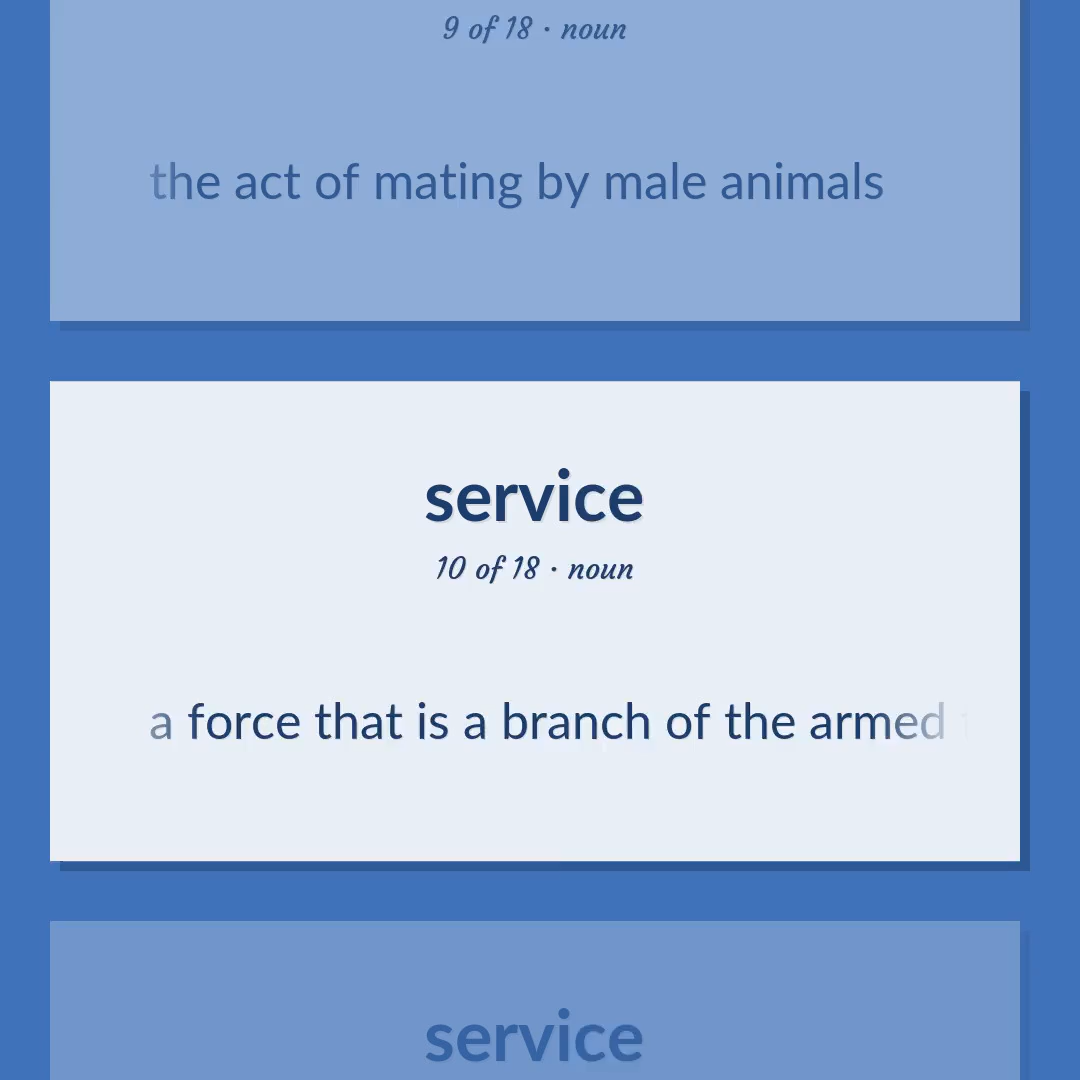 9 of 18 · noun
the act of mating by male animals
service
10 of 18 · noun
a force that is a branch of the armed
service